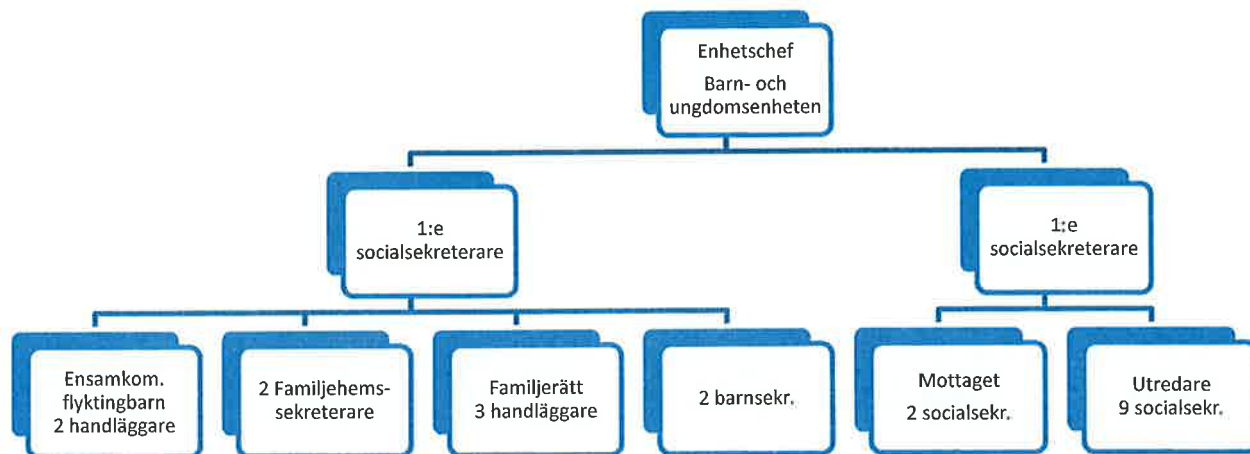 Enhetschef
Barn- och
ungdomsenheten
1:e
socialsekreterare
1:e
socialsekreterare
Ensamkom.
flyktingbarn
2 handläggare
2 Familjehems-
sekreterare
Familjerätt
3 handläggare
2 barnsekr.
Mottaget
2 socialsekr.
Utredare
9 socialsekr.